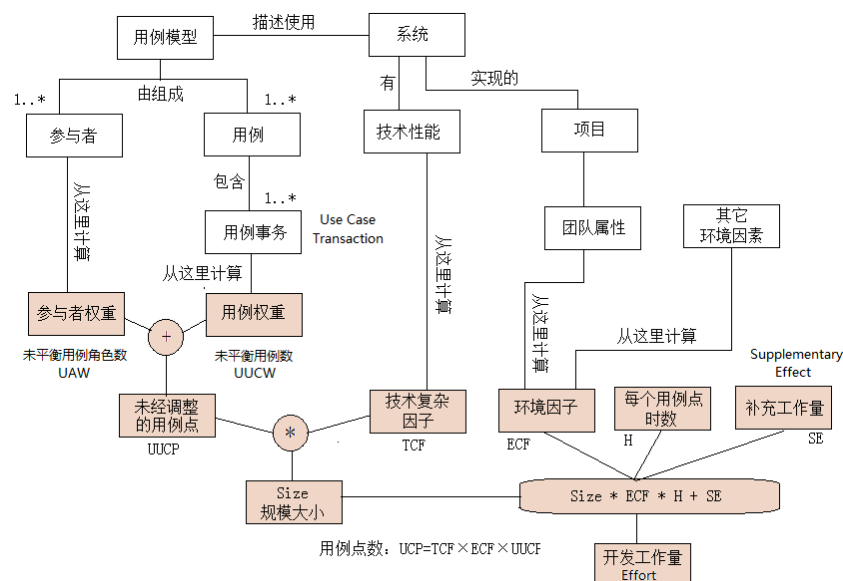 描述使用
用例模型
系统
有
实现的
由组成
1..*
1..*
参与者
用例
技术性能
项目
包含
1..*
从这里计算
用例事务
Use Case
Transaction
团队属性
其它
环境因素
从这里计算
从这里计算
从这里计算
从这里计算
参与者权重
+
用例权重
未平衡用例角色数
UAW
未平衡用例数
UUCW
Supplementary
Effect
未经调整
的用例点
UUCP
*
技术复杂
因子
TCF
环境因子
ECF
每个用例点
时数
H
补充工作量
SE
Size
规模大小
Size * ECF * H + SE
用例点数：UCP=TCF×ECF×UUCP
开发工作量
Effort